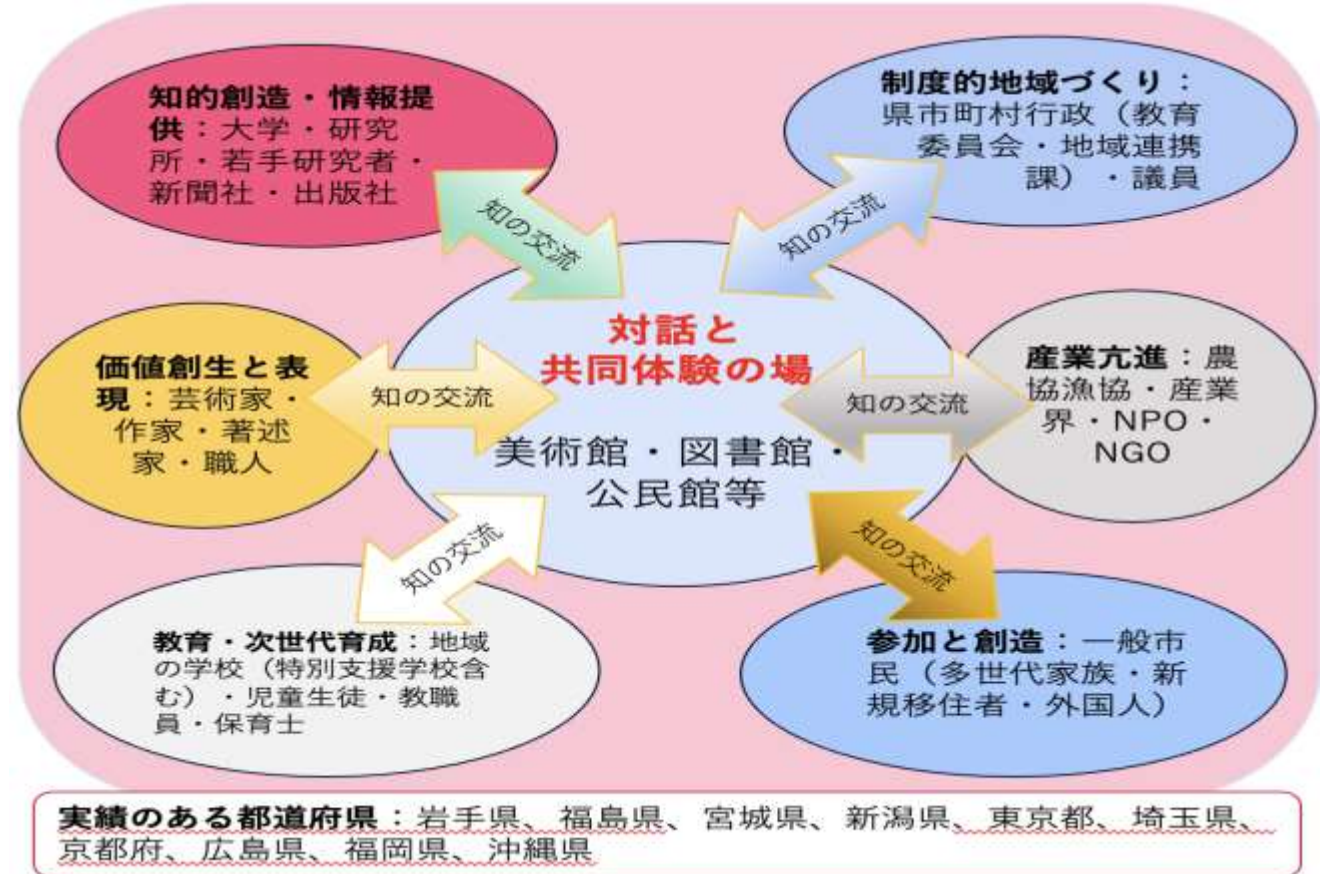 知的創造・情報提
供：大学・研究
所・若手研究者・
新聞社・出版社
制度的地域づくり：
県市町村行政（教育
委員会・地域連携
課）・議員
知の交流
知の交流
対話と
共同体験の場
美術館・図書館・
公民館等
価値創生と表
現：芸術家・
作家・著述
家・職人
知の交流
知の交流
産業亢進：農
協漁協・産業
界・NPO・
NGO
知の交流
知の交流
教育・次世代育成：地域
の学校（特別支援学校含
む）・児童生徒・教職
員・保育士
参加と創造：一般市
民（多世代家族・新
規移住者・外国人）
実績のある都道府県：岩手県、福島県、宮城県、新潟県、東京都、埼玉県、
京都府、広島県、福岡県、沖縄県